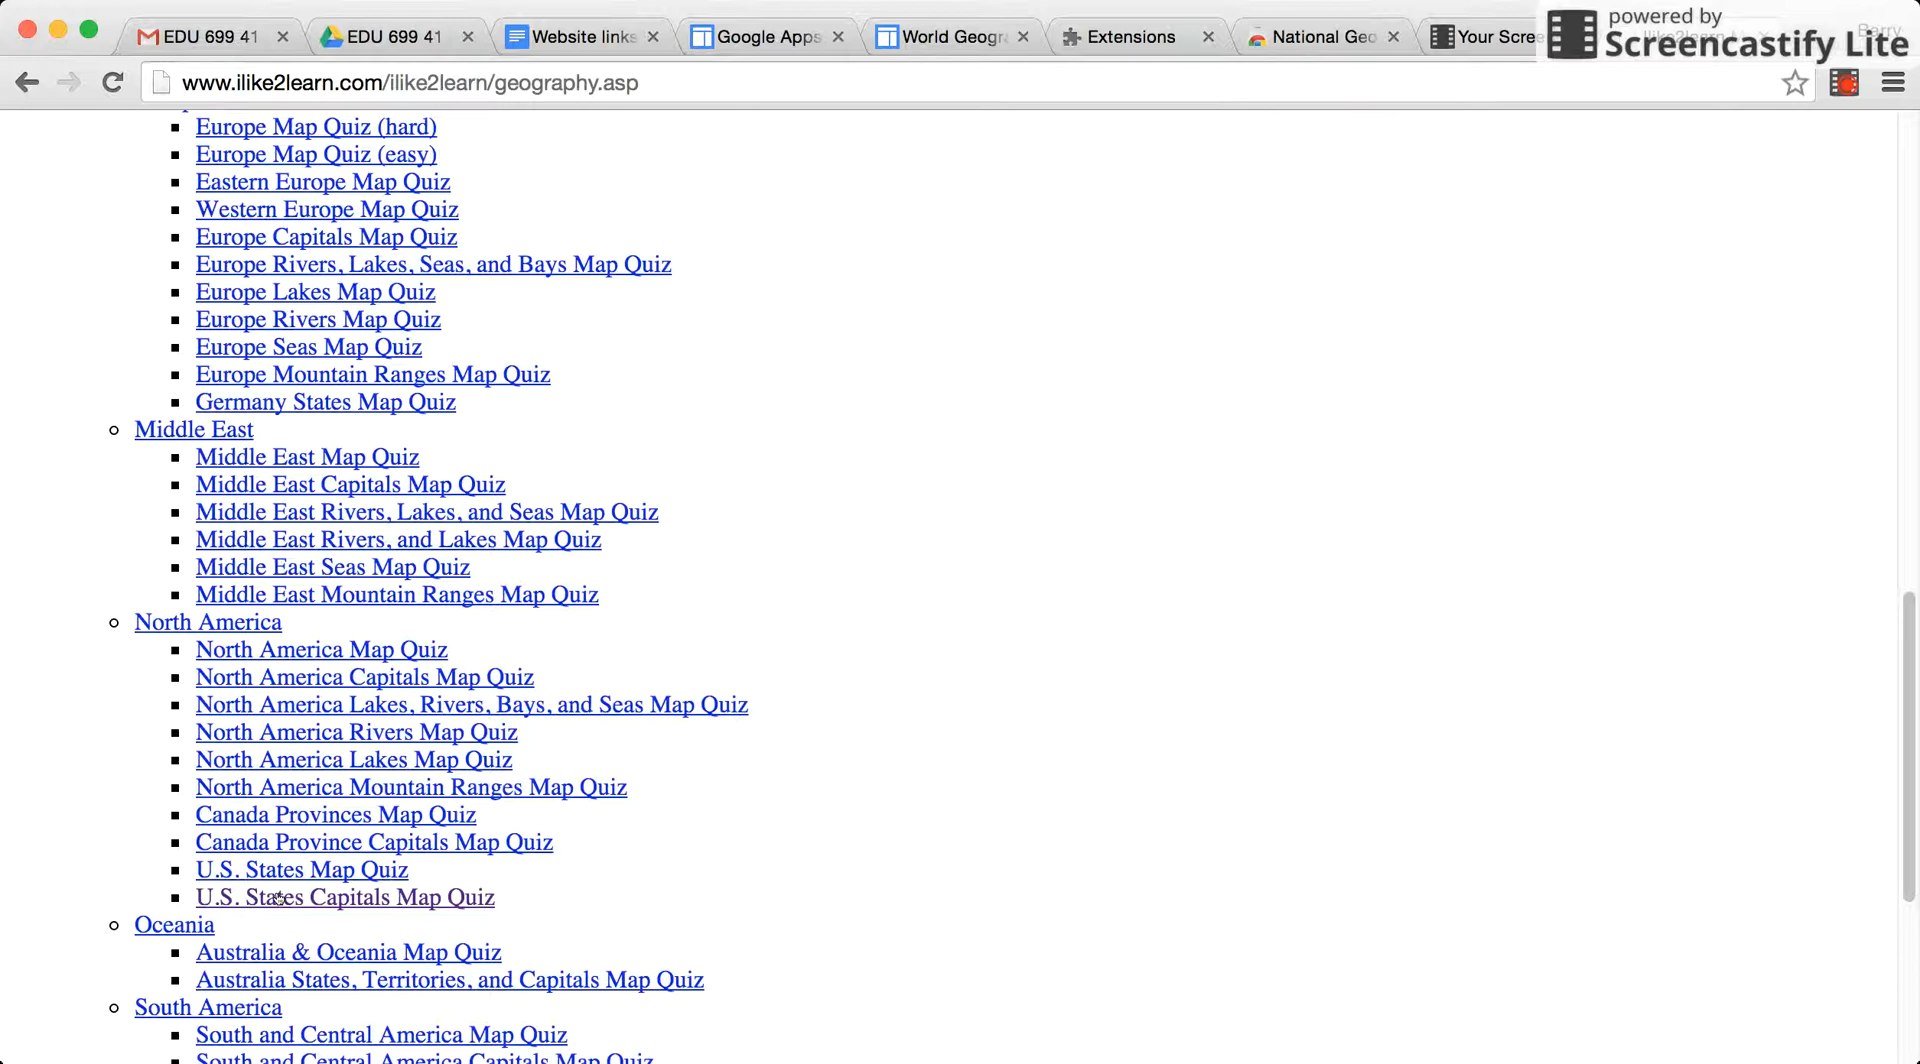 EDU 699 41
EDU 699 41
Website links
Google Apps
World Geogr
Extensions
National Geo
Your Scre
powered by
Screencastify Lite
Barry
www.ilike2learn.com/ilike2learn/geography.asp
Europe Map Quiz (hard)
Europe Map Quiz (easy)
Eastern Europe Map Quiz
Western Europe Map Quiz
Europe Capitals Map Quiz
Europe Rivers, Lakes, Seas, and Bays Map Quiz
Europe Lakes Map Quiz
Europe Rivers Map Quiz
Europe Seas Map Quiz
Europe Mountain Ranges Map Quiz
Germany States Map Quiz
Middle East
Middle East Map Quiz
Middle East Capitals Map Quiz
Middle East Rivers, Lakes, and Seas Map Quiz
Middle East Rivers, and Lakes Map Quiz
Middle East Seas Map Quiz
Middle East Mountain Ranges Map Quiz
North America
North America Map Quiz
North America Capitals Map Quiz
North America Lakes, Rivers, Bays, and Seas Map Quiz
North America Rivers Map Quiz
North America Lakes Map Quiz
North America Mountain Ranges Map Quiz
Canada Provinces Map Quiz
Canada Province Capitals Map Quiz
U.S. States Map Quiz
U.S. States Capitals Map Quiz
Oceania
Australia & Oceania Map Quiz
Australia States, Territories, and Capitals Map Quiz
South America
South and Central America Map Quiz
South and Central America Capitals Map Quiz